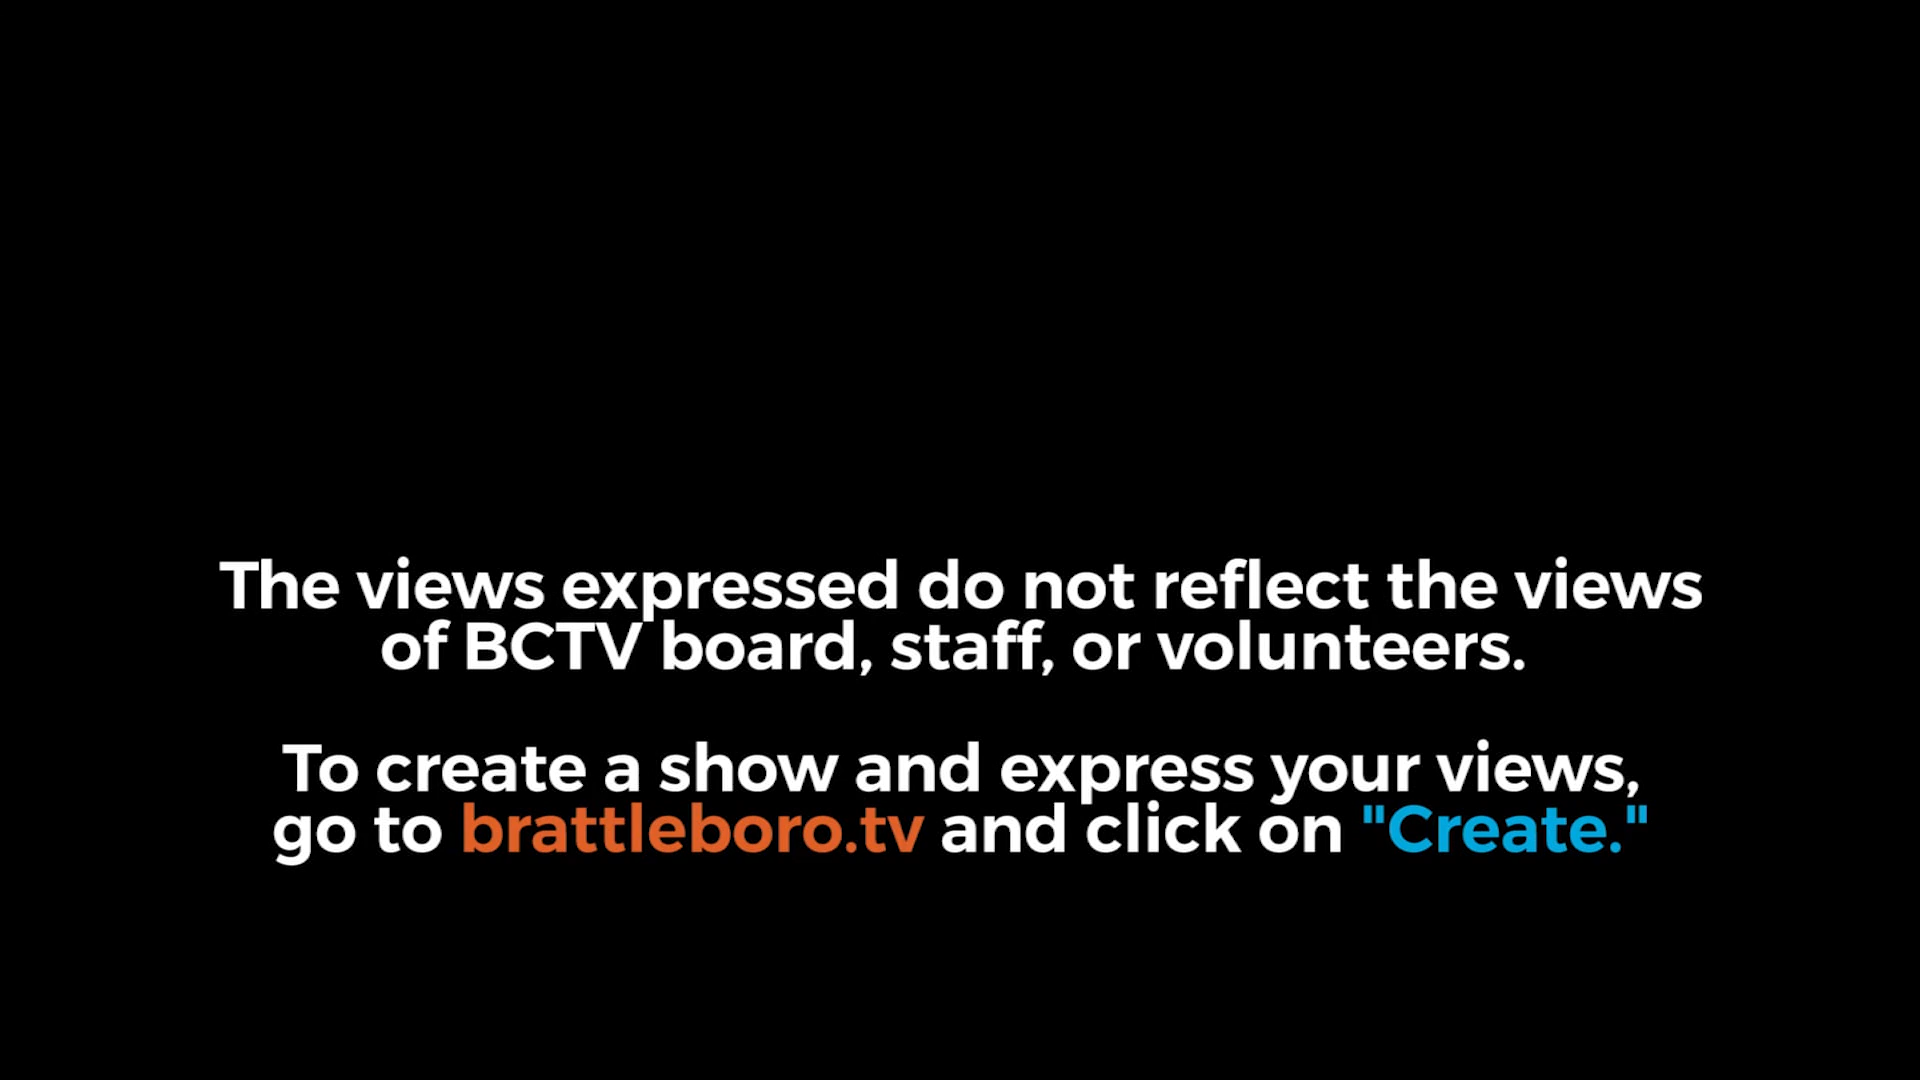 The views expressed do not reflect the views
of BCTV board, staff, or volunteers.
To create a show and express your views,
go to brattleboro.tv and click on "Create."